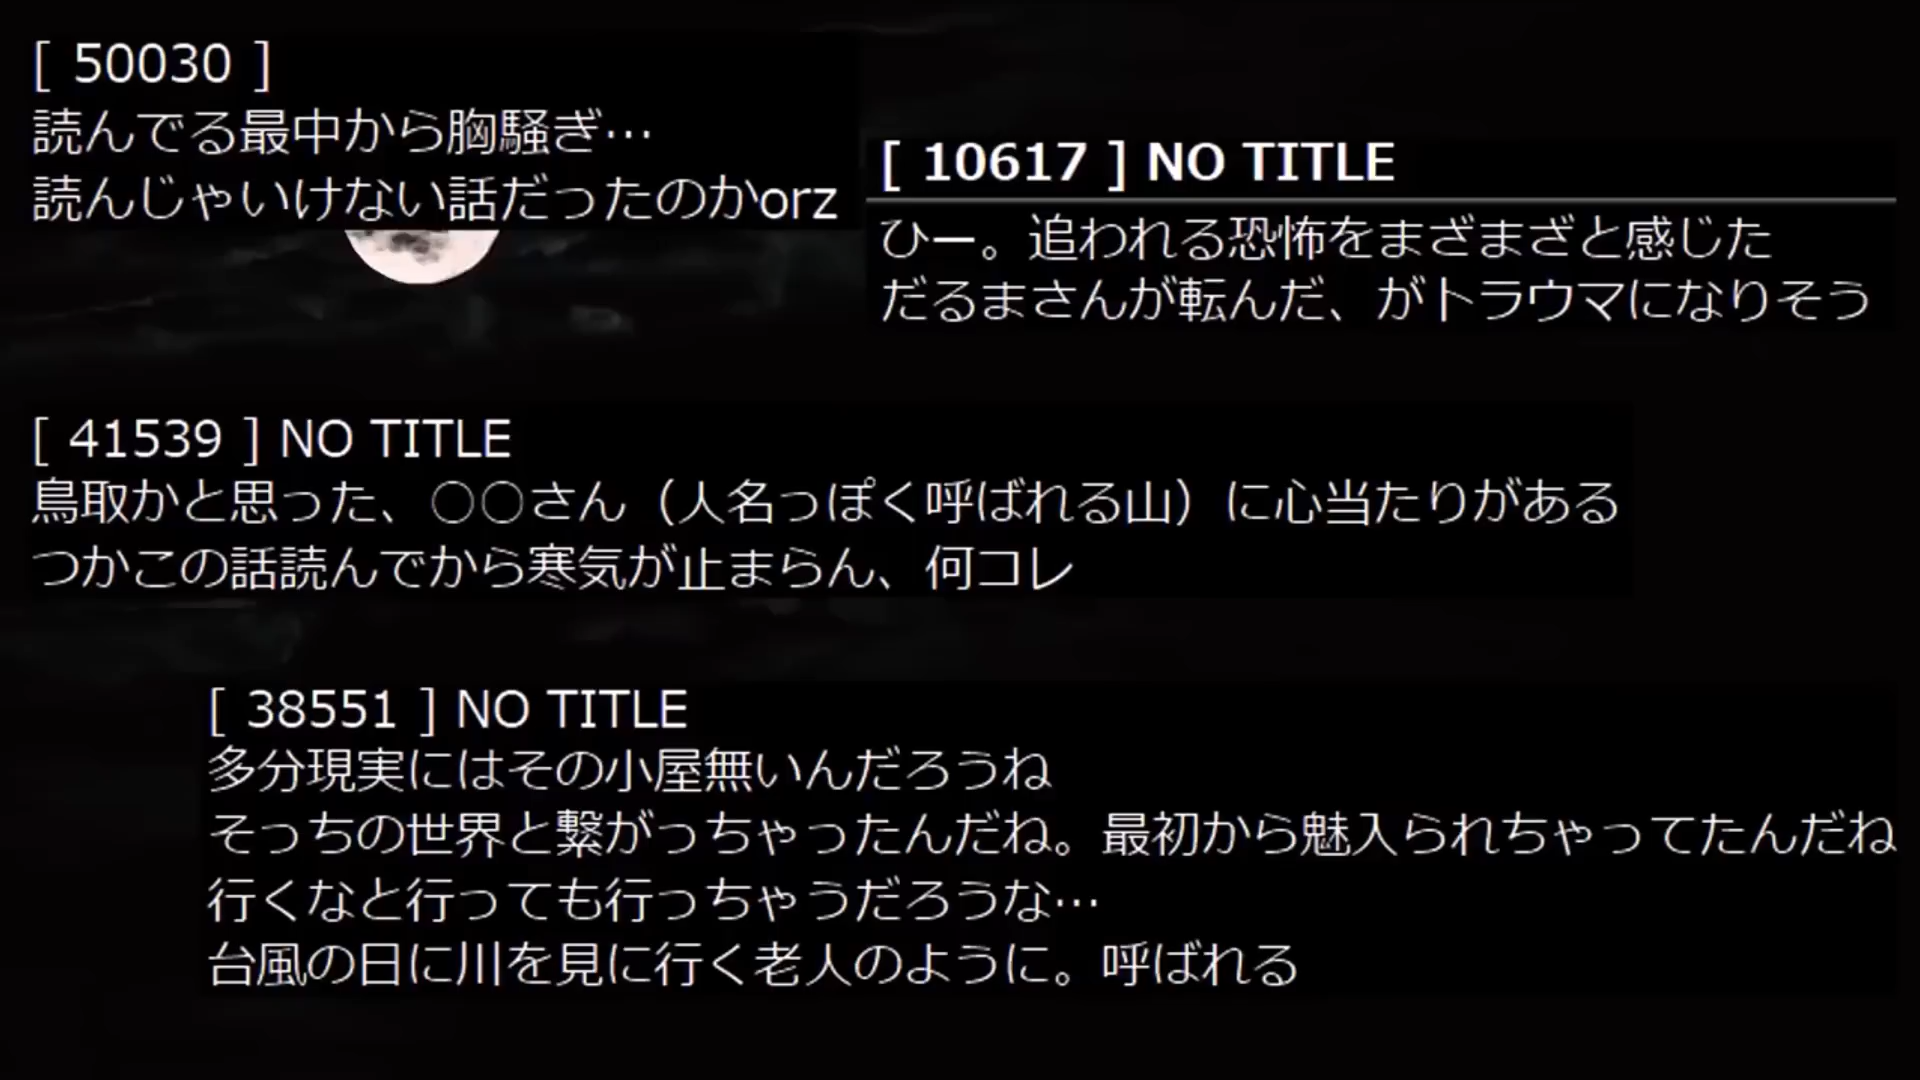 [ 50030 ]
読んでる最中から胸騒ぎ…
読んじゃいけない話だったのかorz
[ 10617 ] NO TITLE
ひー。追われる恐怖をまざまざと感じた
だるまさんが転んだ、がトラウマになりそう
[ 41539 ] NO TITLE
鳥取かと思った、○○さん（人名っぽく呼ばれる山）に心当たりがある
つかこの話読んでから寒気が止まらん、何コレ
[ 38551 ] NO TITLE
多分現実にはその小屋無いんだろうね
そっちの世界と繋がっちゃったんだね。最初から魅入られちゃってたんだね
行くなと行っても行っちゃうだろうな…
台風の日に川を見に行く老人のように。呼ばれる